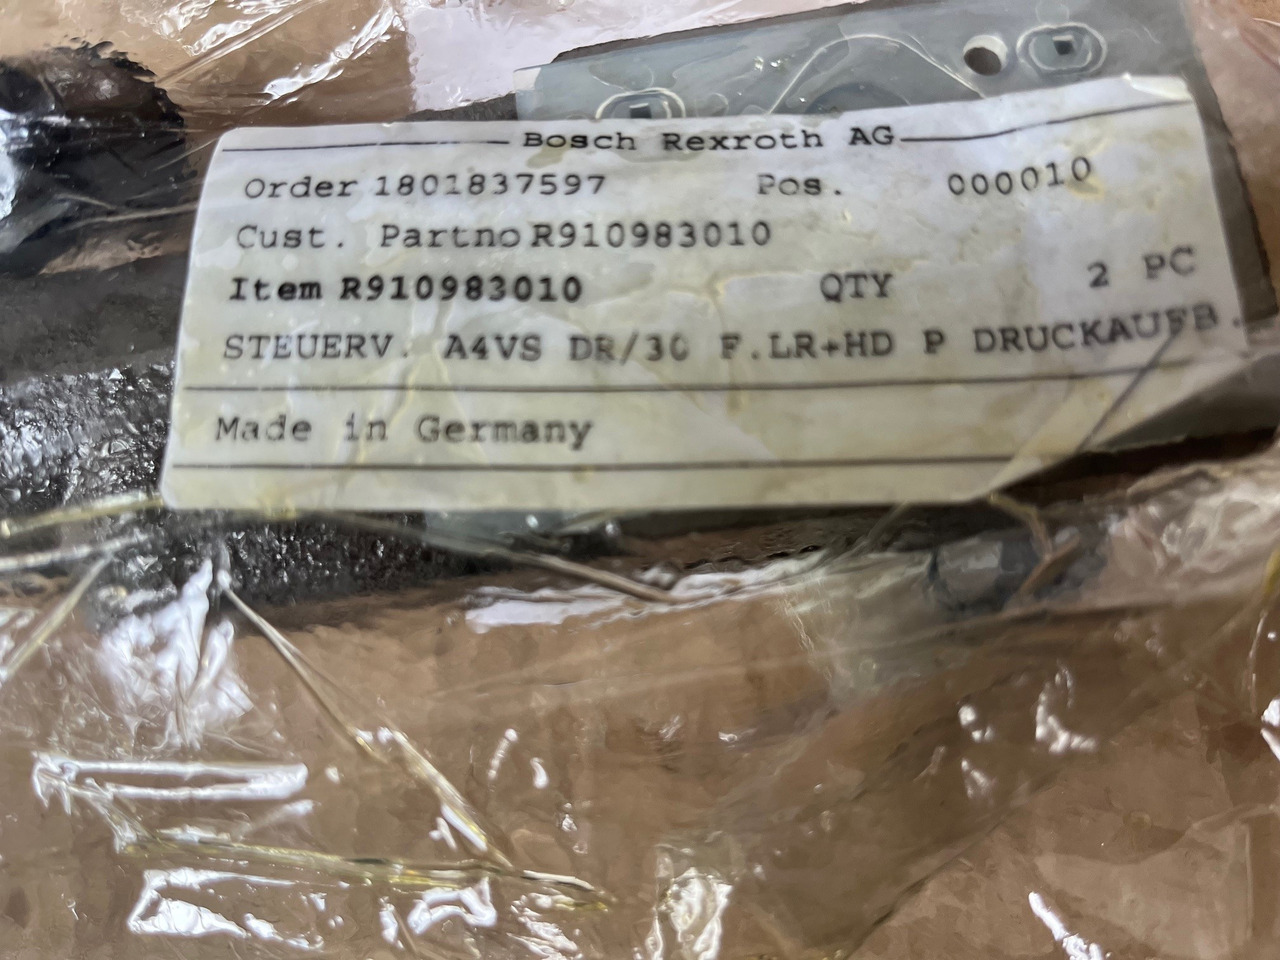 Bosch Rexroth AG
Order 1801837597 Pos. 000010
Cust. Partno R910983010
Item R910983010 QTY 2 PC
STEUERV. A4VS DR/30 F.LR+HD P DRUCKAUFB.
Made in Germany